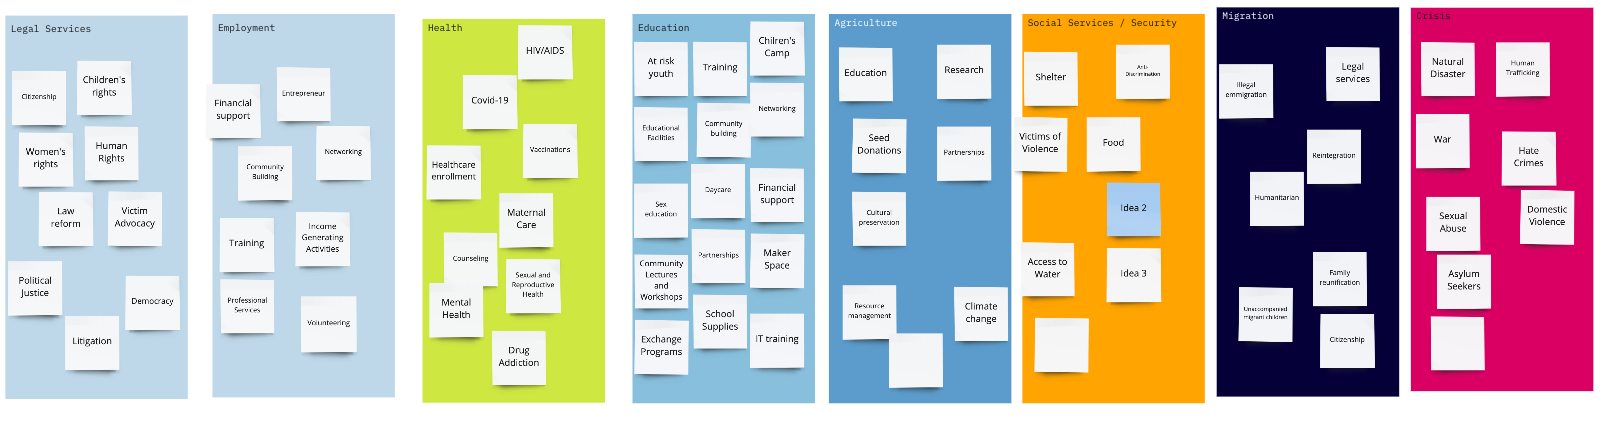 Legal Services
Citizenship
Children's
rights
Women's
rights
Human
Rights
Law
reform
Victim
Advocacy
Political
Justice
Democracy
Litigation
Employment
Financial
support
Entrepreneur
Community
Building
Networking
Training
Income
Generating
Activities
Professional
Services
Volunteering
Health
HIV/AIDS
Covid-19
Healthcare
enrollment
Vaccinations
Maternal
Care
Counseling
Sexual and
Reproductive
Health
Mental
Health
Drug
Addiction
Education
At risk
youth
Training
Chilren's
Camp
Educational
Facilities
Community
building
Networking
Sex
education
Daycare
Financial
support
Community
Lectures
and
Workshops
Partnerships
Maker
Space
Exchange
Programs
School
Supplies
IT training
Agriculture
Education
Research
Seed
Donations
Partnerships
Cultural
preservation
Resource
management
Climate
change
Social Services / Security
Shelter
Anti-
Discrimination
Victims of
Violence
Food
Idea 2
Access to
Water
Idea 3
Migration
Illegal
emmigration
Legal
services
Reintegration
Humanitarian
Family
reunification
Unaccompanied
migrant children
Citizenship
Crisis
Natural
Disaster
Human
Trafficking
War
Hate
Crimes
Sexual
Abuse
Domestic
Violence
Asylum
Seekers